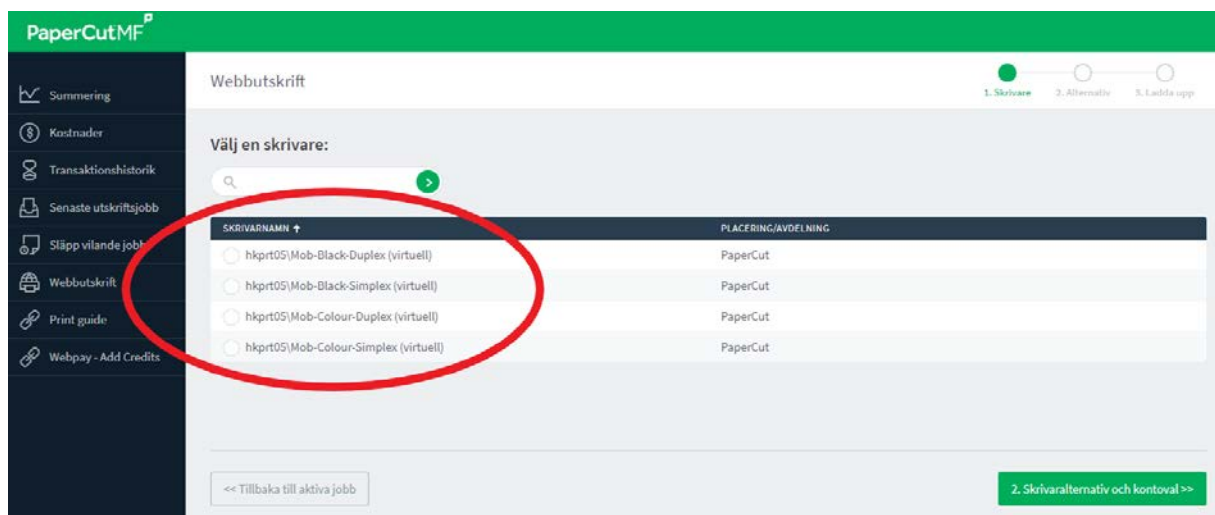 PaperCutMF
Summering
Kostnader
Transaktionshistorik
Senaste utskriftsjobb
Släpp vilande jobb
Webbutskrift
Print guide
Webpay - Add Credits
Webbutskrift
1. Skrivare 2. Alternativ 3. Ladda upp
Välj en skrivare:
SKRIVARNAMN ↑ PLACERING/AVDELNING
hkprt05\Mob-Black-Duplex (virtuell) PaperCut
hkprt05\Mob-Black-Simplex (virtuell) PaperCut
hkprt05\Mob-Colour-Duplex (virtuell) PaperCut
hkprt05\Mob-Colour-Simplex (virtuell) PaperCut
<< Tillbaka till aktiva jobb
2. Skrivaralternativ och kontoval >>